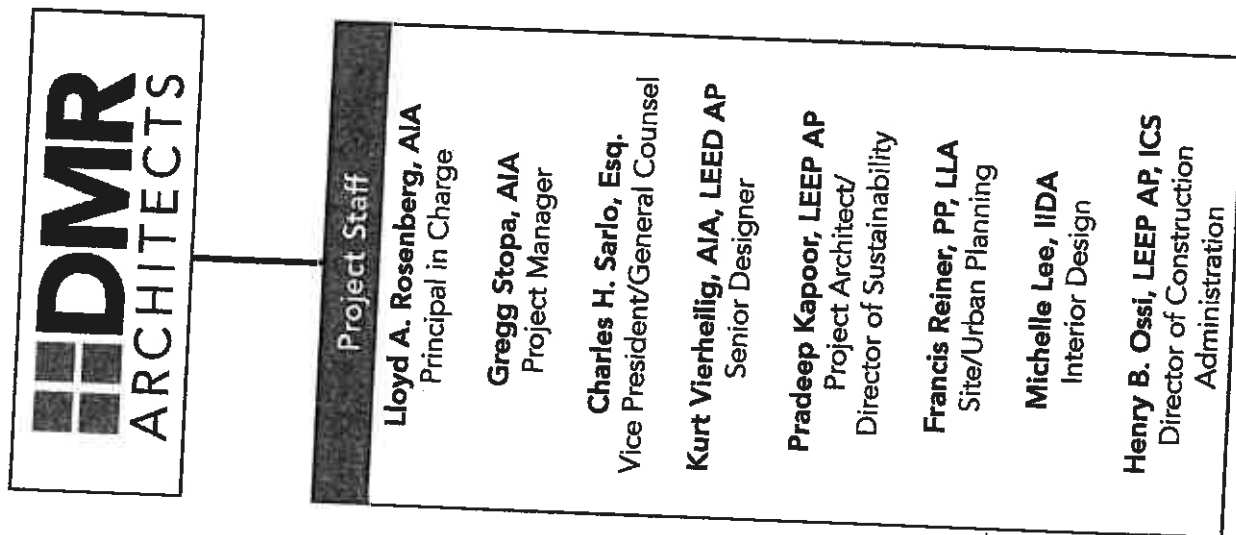 DMR
ARCHITECTS
Project Staff
Lloyd A. Rosenberg, AIA
Principal in Charge
Gregg Stopa, AIA
Project Manager
Charles H. Sarlo, Esq.
Vice President/General Counsel
Kurt Vierheilig, AIA, LEED AP
Senior Designer
Pradeep Kapoor, LEEP AP
Project Architect/
Director of Sustainability
Francis Reiner, PP, LLA
Site/Urban Planning
Michelle Lee, IIDA
Interior Design
Henry B. Ossi, LEEP AP, ICS
Director of Construction
Administration